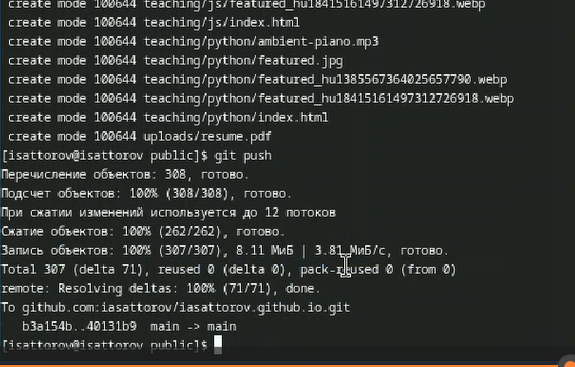 create mode 100644 teaching/js/featured_hu18415161497312726918.webp
create mode 100644 teaching/js/index.html
create mode 100644 teaching/python/ambient-piano.mp3
create mode 100644 teaching/python/featured.jpg
create mode 100644 teaching/python/featured_hu1385567364025657790.webp
create mode 100644 teaching/python/featured_hu18415161497312726918.webp
create mode 100644 teaching/python/index.html
create mode 100644 uploads/resume.pdf
[isattorov@isattorov public]$ git push
Перечисление объектов: 308, готово.
Подсчет объектов: 100% (308/308), готово.
При сжатии изменений используется до 12 потоков
Сжатие объектов: 100% (262/262), готово.
Запись объектов: 100% (307/307), 8.11 МиБ | 3.81 МиБ/с, готово.
Total 307 (delta 71), reused 0 (delta 0), pack-reused 0 (from 0)
remote: Resolving deltas: 100% (71/71), done.
To github.com:iasattorov/iasattorov.github.io.git
b3a154b..40131b9  main -> main
[isattorov@isattorov public]$